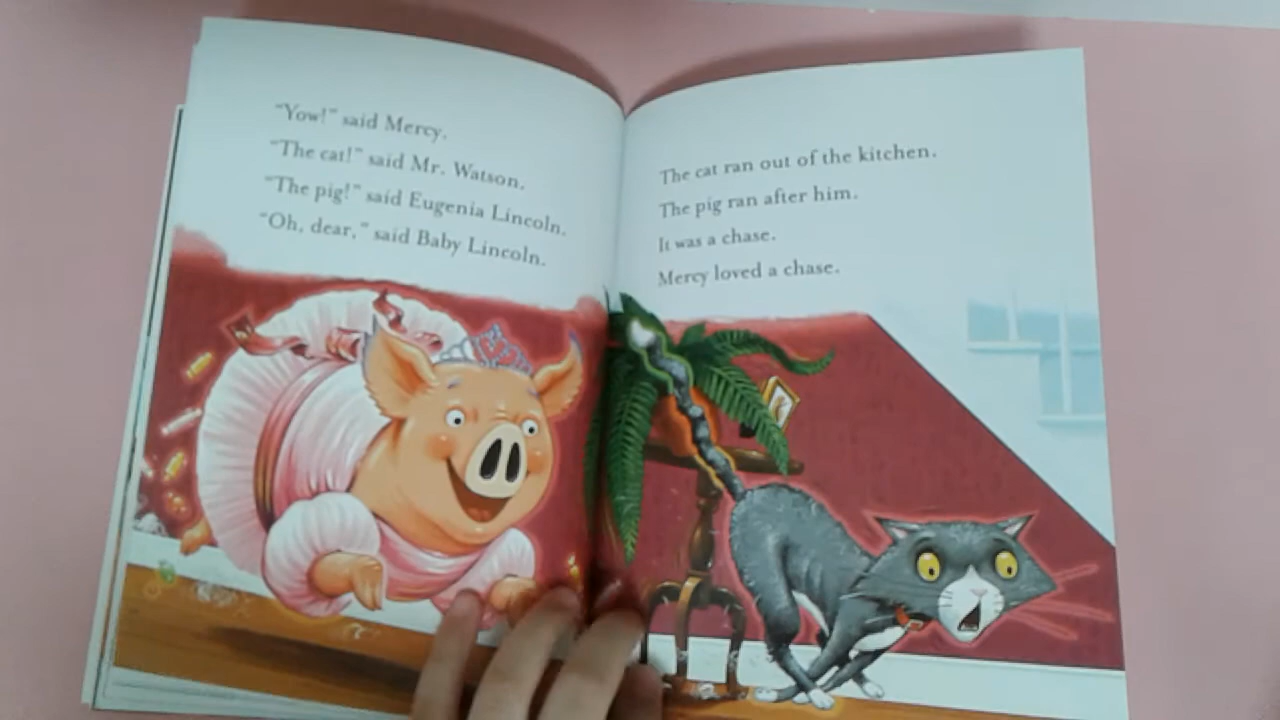 “Yow!” said Mercy.
“The cat!” said Mr. Watson.
“The pig!” said Eugenia Lincoln.
“Oh, dear,” said Baby Lincoln.
The cat ran out of the kitchen.
The pig ran after him.
It was a chase.
Mercy loved a chase.